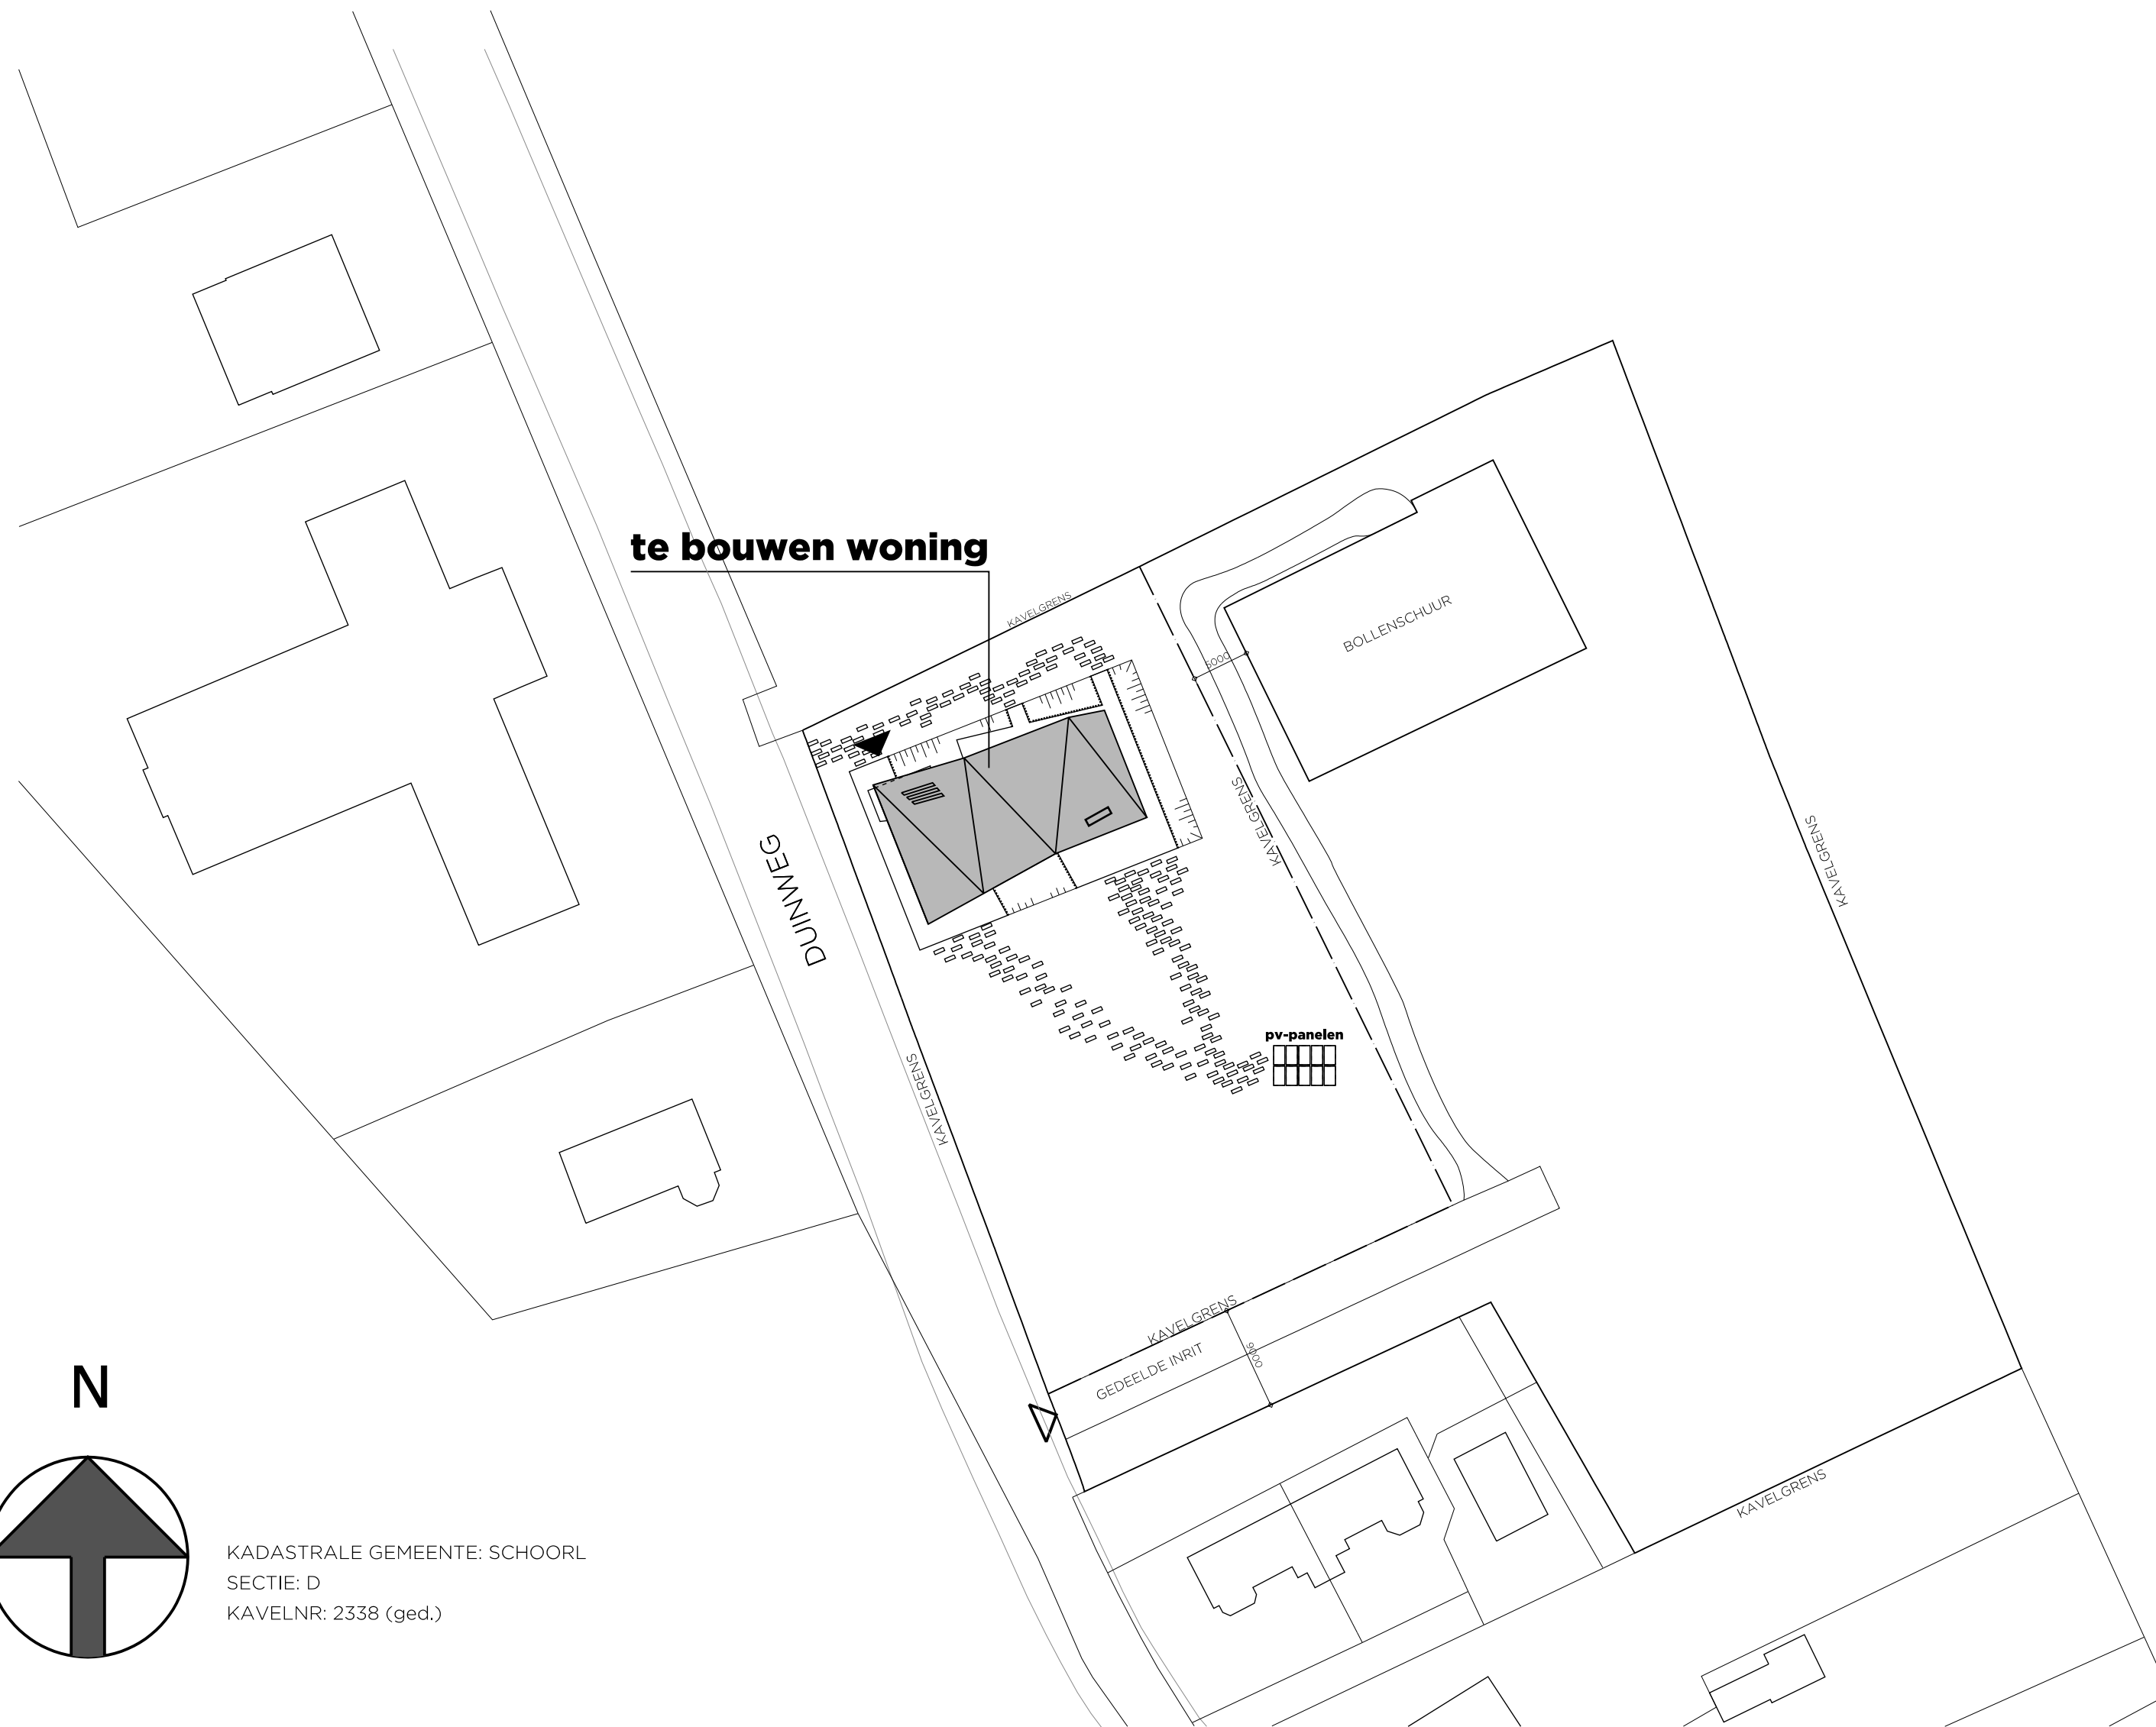 te bouwen woning
KAVELGRENS
BOLLENSCHUUR
5000
KAVELGRENS
KAVELGRENS
DUINWEG
pv-panelen
KAVELGRENS
KAVELGRENS
GEDEELDE INRIT
9000
KAVELGRENS
N
KADASTRALE GEMEENTE: SCHOORL
SECTIE: D
KAVELNR: 2338 (ged.)